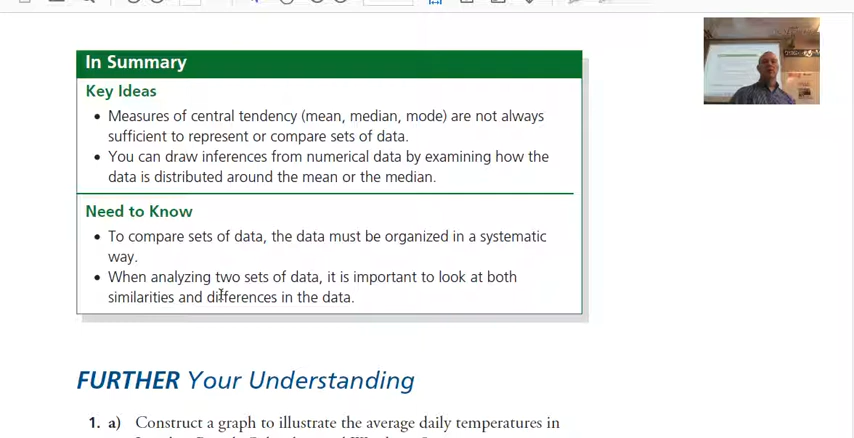 In Summary
Key Ideas
• Measures of central tendency (mean, median, mode) are not always
sufficient to represent or compare sets of data.
• You can draw inferences from numerical data by examining how the
data is distributed around the mean or the median.
Need to Know
• To compare sets of data, the data must be organized in a systematic
way.
• When analyzing two sets of data, it is important to look at both
similarities and differences in the data.
FURTHER Your Understanding
1. a) Construct a graph to illustrate the average daily temperatures in